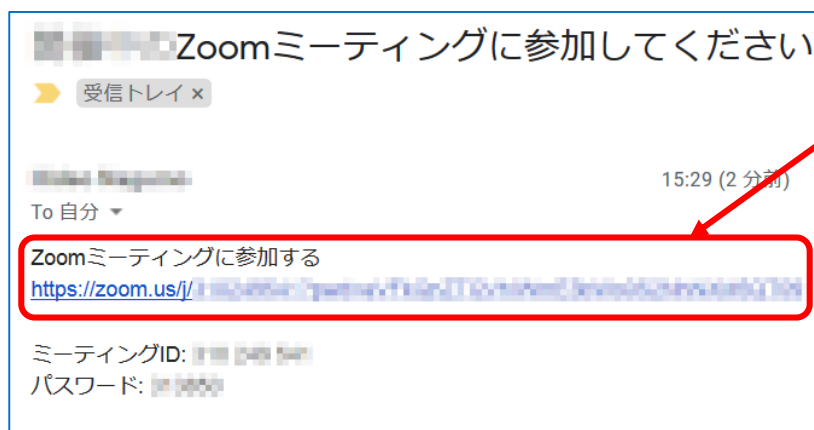 Zoomミーティングに参加してください
受信トレイ ×
15:29 (2 分前)
To 自分
Zoomミーティングに参加する
https://zoom.us/j/
ミーティングID:
パスワード: